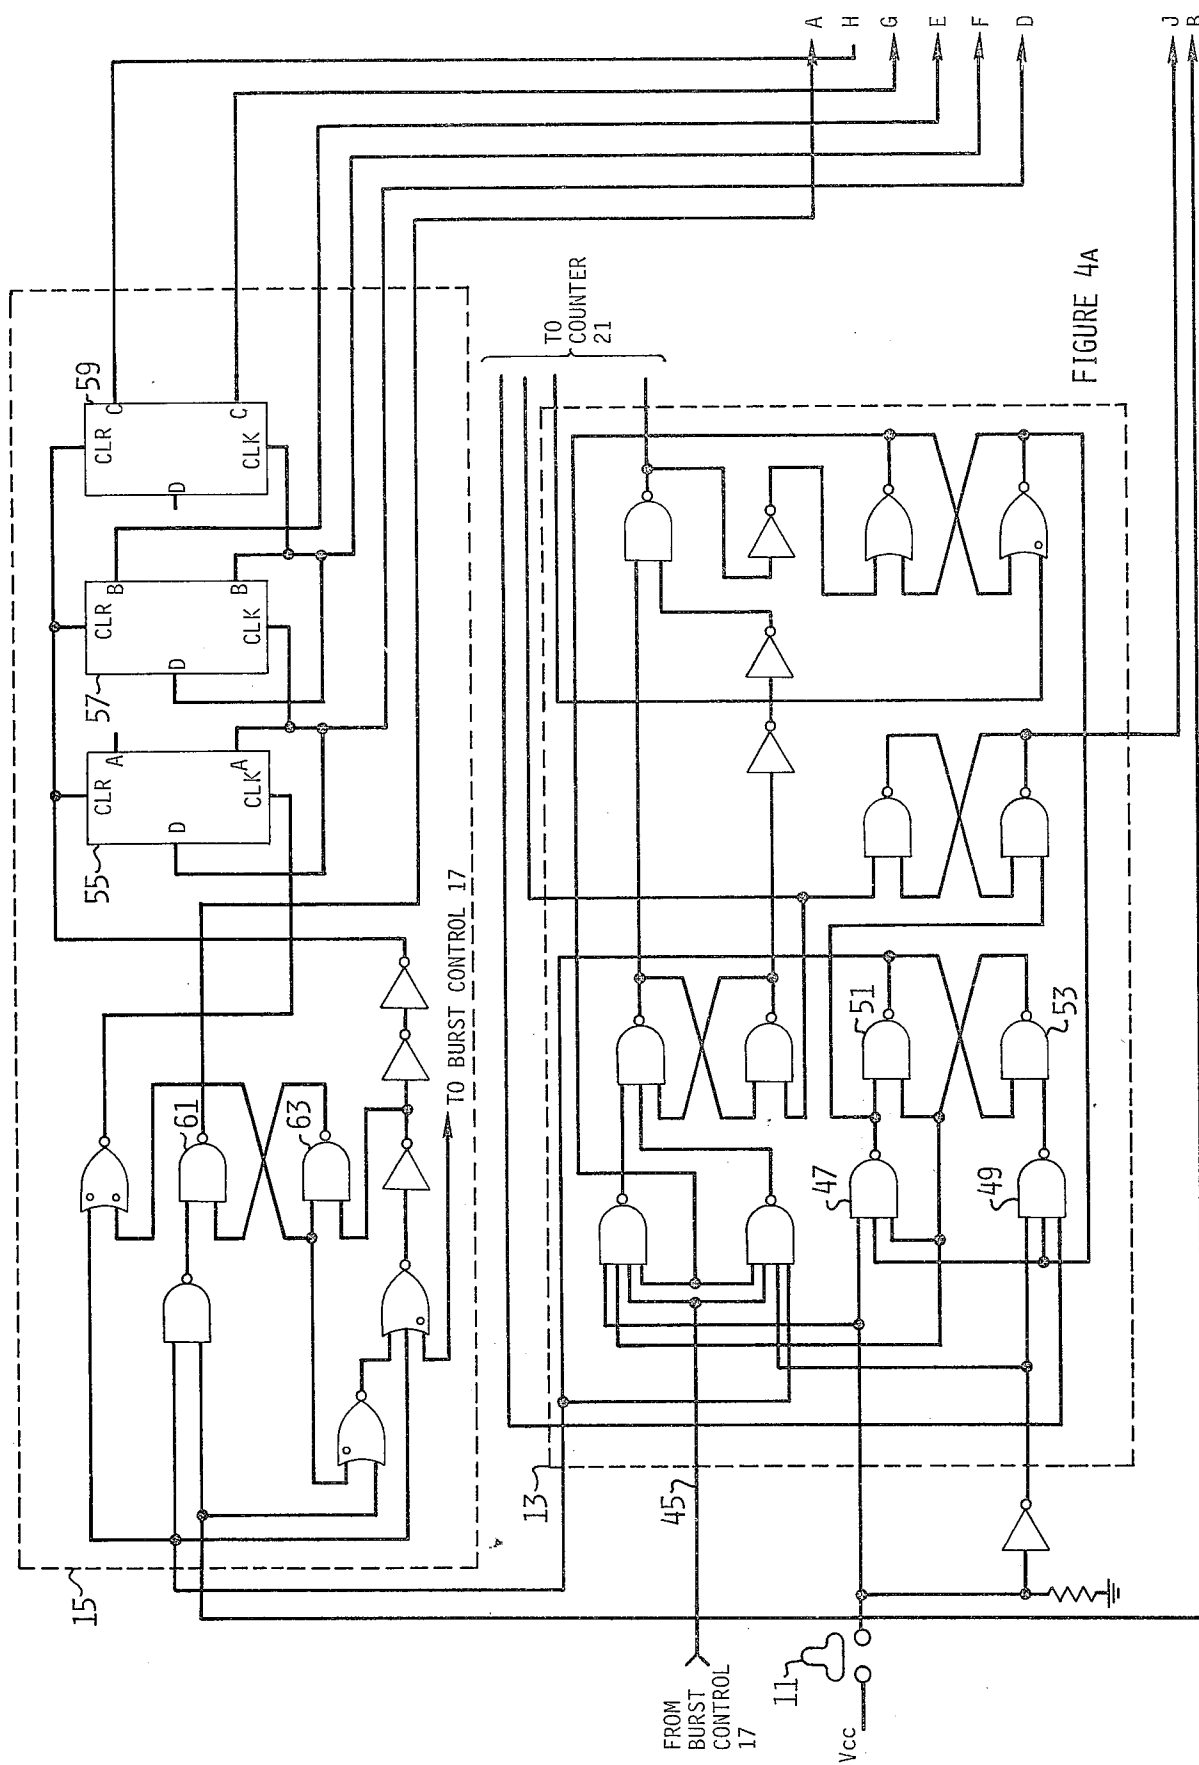 15
55
CLR
A
D
CLK
A
57
CLR
B
D
B
CLK
59
CLR
C
D
C
CLK
61
63
TO BURST CONTROL 17
A
H
G
E
F
D
J
B
TO
COUNTER
21
13
45
47
49
51
53
FROM
BURST
CONTROL
17
11
Vcc
FIGURE 4A